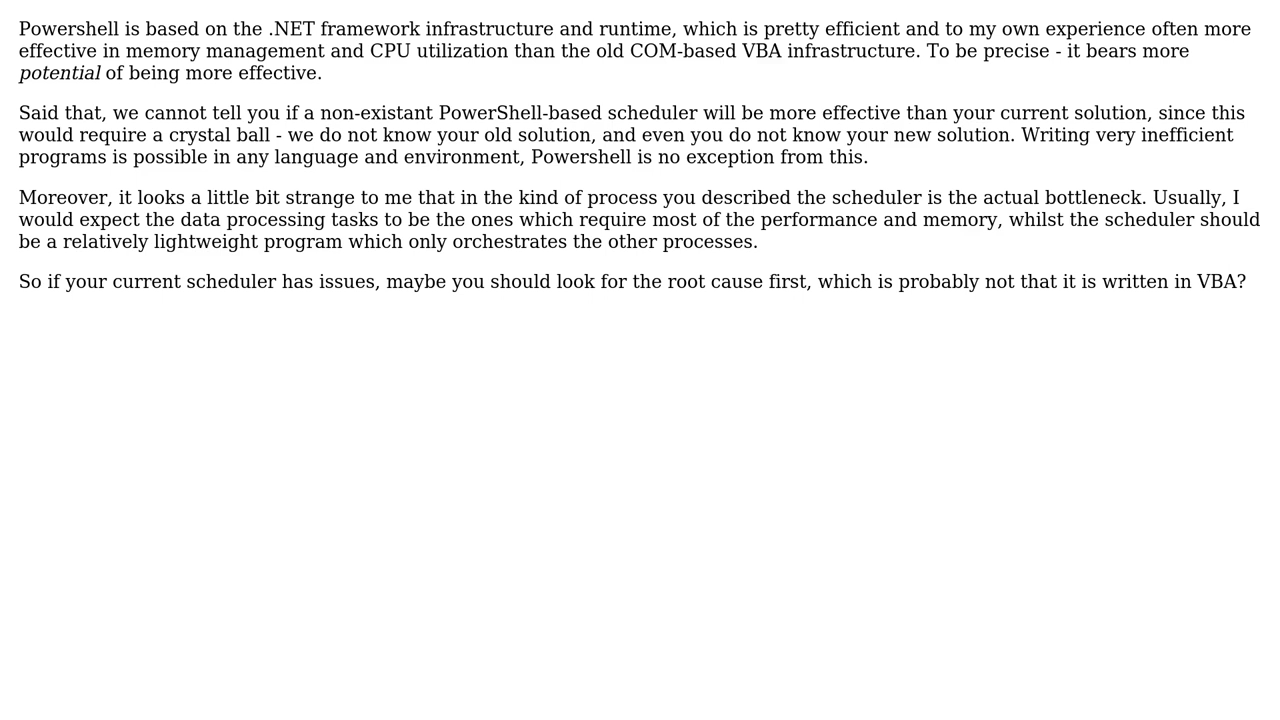 Powershell is based on the .NET framework infrastructure and runtime, which is pretty efficient and to my own experience often more
effective in memory management and CPU utilization than the old COM-based VBA infrastructure. To be precise - it bears more
potential of being more effective.
Said that, we cannot tell you if a non-existant PowerShell-based scheduler will be more effective than your current solution, since this
would require a crystal ball - we do not know your old solution, and even you do not know your new solution. Writing very inefficient
programs is possible in any language and environment, Powershell is no exception from this.
Moreover, it looks a little bit strange to me that in the kind of process you described the scheduler is the actual bottleneck. Usually, I
would expect the data processing tasks to be the ones which require most of the performance and memory, whilst the scheduler should
be a relatively lightweight program which only orchestrates the other processes.
So if your current scheduler has issues, maybe you should look for the root cause first, which is probably not that it is written in VBA?